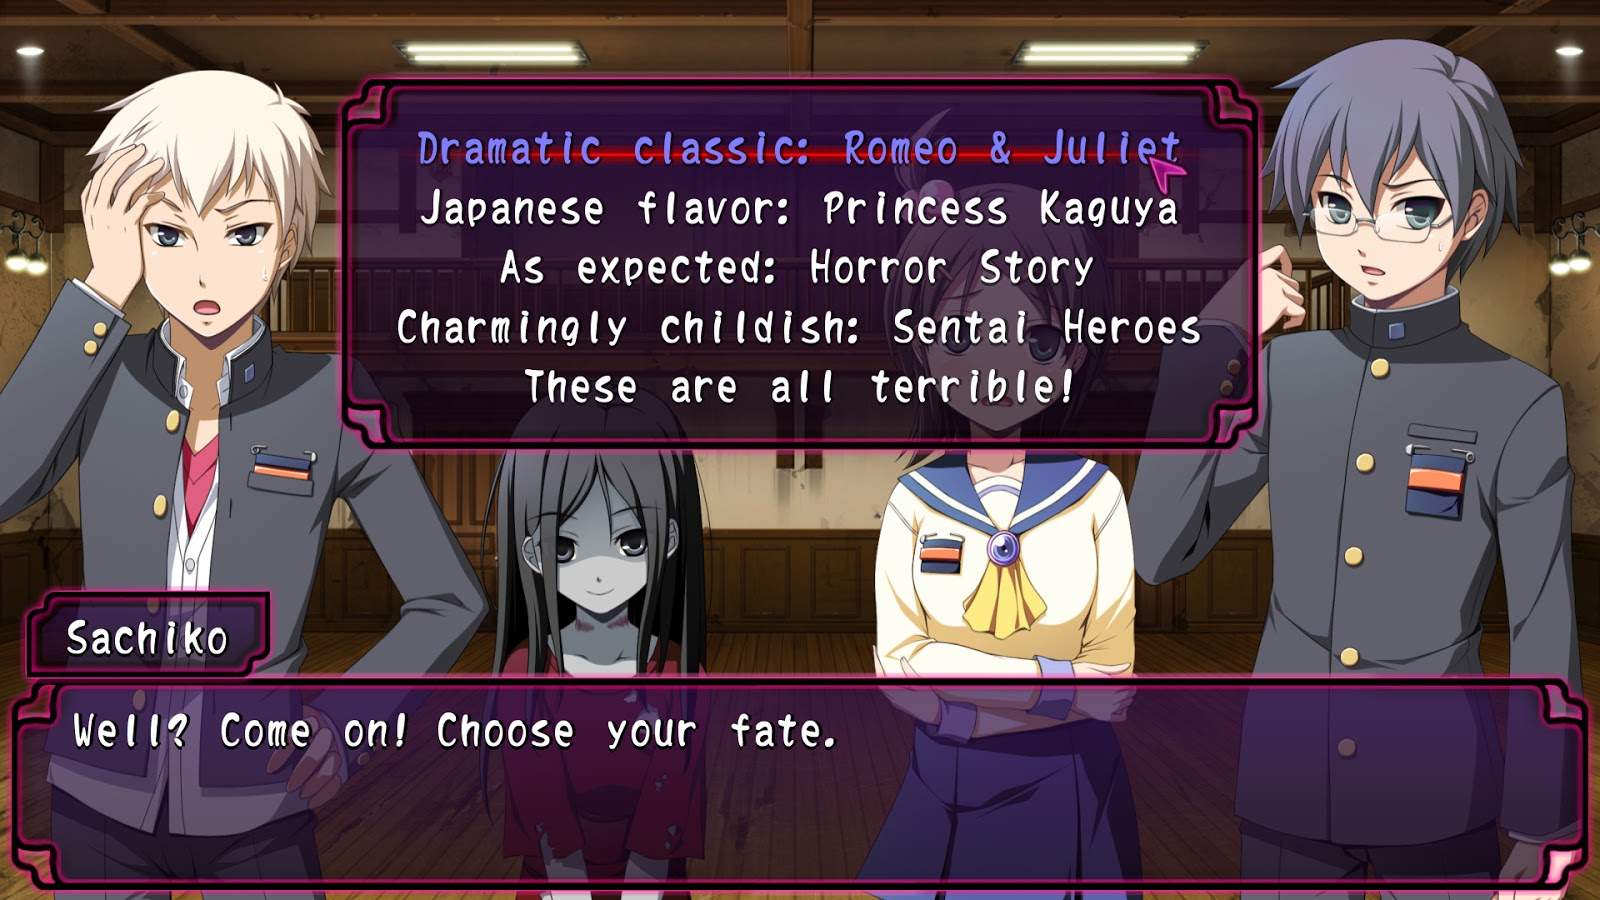 Dramatic classic: Romeo & Juliet
Japanese flavor: Princess Kaguya
As expected: Horror Story
Charmingly childish: Sentai Heroes
These are all terrible!
Sachiko
Well? Come on! Choose your fate.